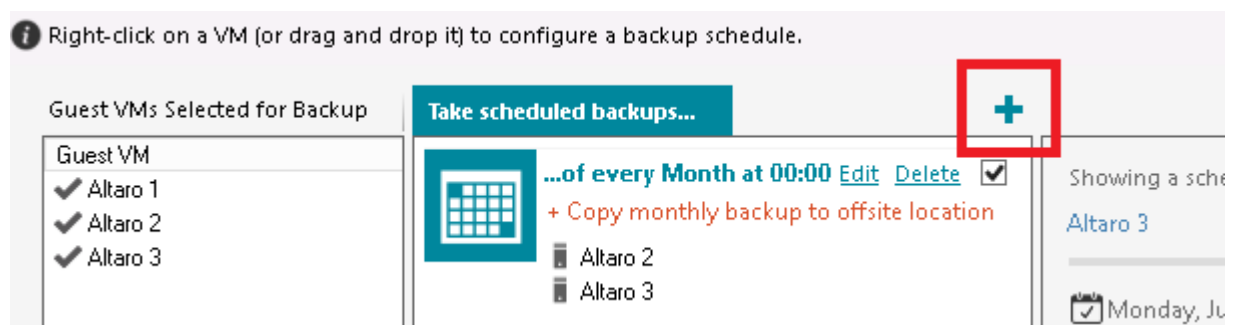 Right-click on a VM (or drag and drop it) to configure a backup schedule.
Guest VMs Selected for Backup
Guest VM
Altaro 1
Altaro 2
Altaro 3
Take scheduled backups...
...of every Month at 00:00 Edit Delete
+ Copy monthly backup to offsite location
Altaro 2
Altaro 3
Showing a
Altaro 3
Monday,